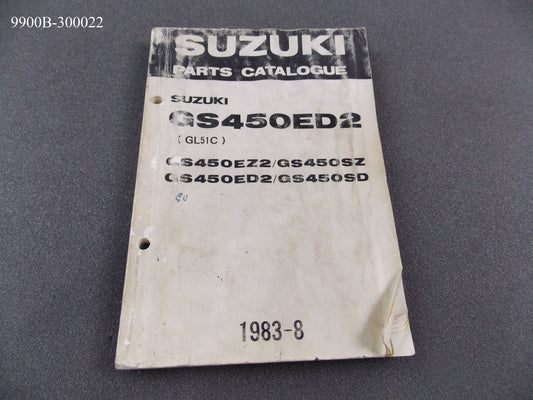 9900B-300022
SUZUKI
PARTS CATALOGUE
SUZUKI
GS450ED2
(GL51C)
GS450EZ2/GS450SZ
GS450ED2/GS450SD
1983-8